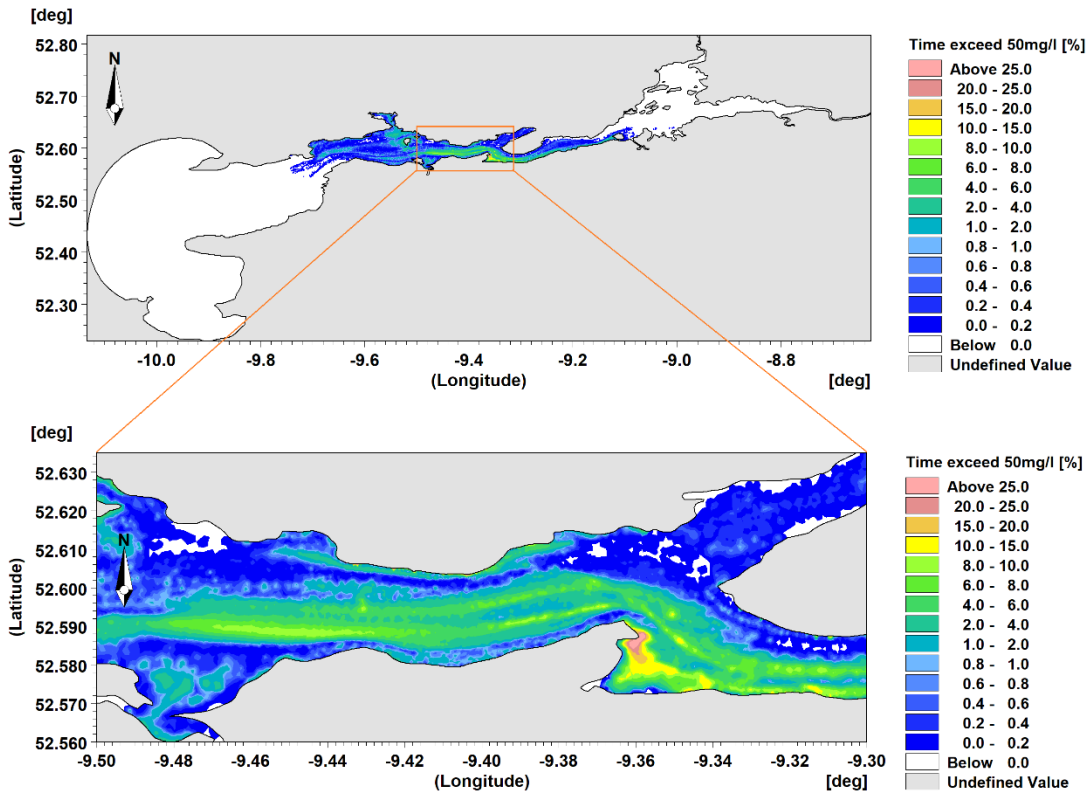 [deg]
52.80
52.70
52.60
52.50
52.40
52.30
(Latitude)
N
-10.0 -9.8 -9.6 -9.4 -9.2 -9.0 -8.8
(Longitude) [deg]
Time exceed 50mg/l [%]
Above 25.0
20.0 - 25.0
15.0 - 20.0
10.0 - 15.0
8.0 - 10.0
6.0 - 8.0
4.0 - 6.0
2.0 - 4.0
1.0 - 2.0
0.8 - 1.0
0.6 - 0.8
0.4 - 0.6
0.2 - 0.4
0.0 - 0.2
Below 0.0
Undefined Value
[deg]
52.630
52.620
52.610
52.600
52.590
52.580
52.570
52.560
(Latitude)
N
-9.50 -9.48 -9.46 -9.44 -9.42 -9.40 -9.38 -9.36 -9.34 -9.32 -9.30
(Longitude) [deg]
Time exceed 50mg/l [%]
Above 25.0
20.0 - 25.0
15.0 - 20.0
10.0 - 15.0
8.0 - 10.0
6.0 - 8.0
4.0 - 6.0
2.0 - 4.0
1.0 - 2.0
0.8 - 1.0
0.6 - 0.8
0.4 - 0.6
0.2 - 0.4
0.0 - 0.2
Below 0.0
Undefined Value